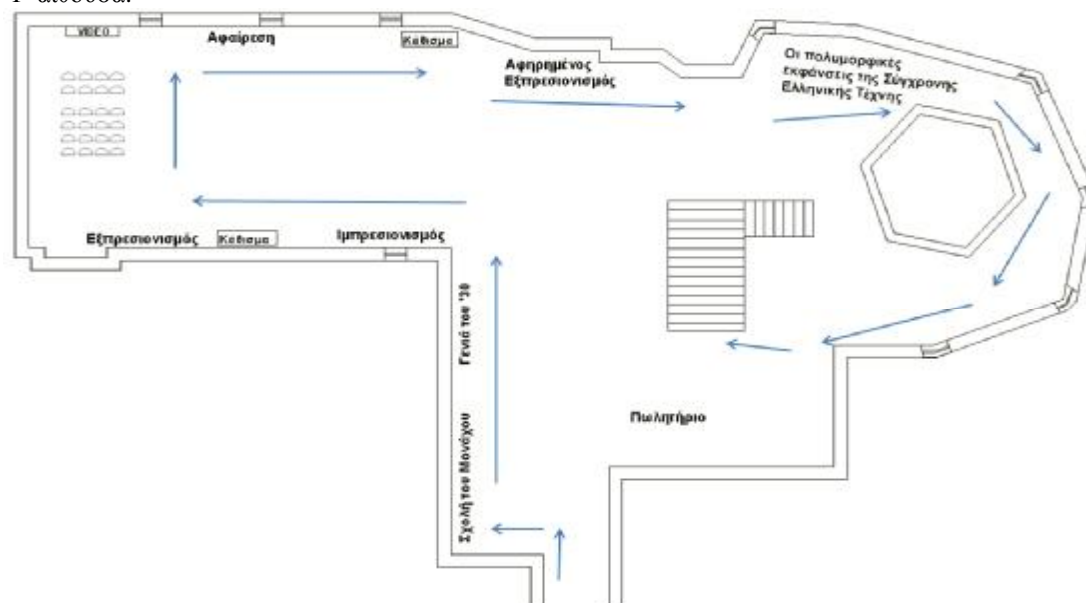 Γ' αίθουσα.
VIDEO
Αφαίρεση
Κάθισμα
Αφηρημένος
Εξπρεσιονισμός
Οι πολυμορφικές
εκφάνσεις της Σύγχρονης
Ελληνικής Τέχνης
Εξπρεσιονισμός
Κάθισμα
Ιμπρεσιονισμός
Γενιά του '30
Σχολή του Μονάχου
Πωλητήριο